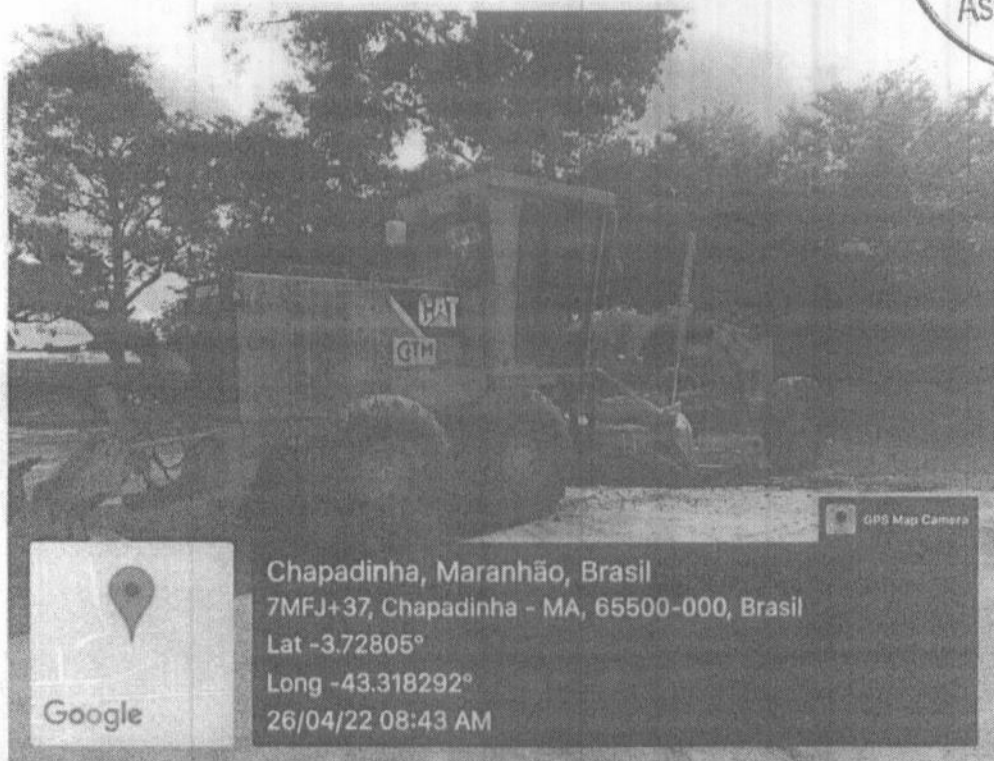 As
CAT
GTM
GPS Map Camera
Chapadinha, Maranhão, Brasil
7MFJ+37, Chapadinha - MA, 65500-000, Brasil
Lat -3.72805°
Long -43.318292°
26/04/22 08:43 AM
Google